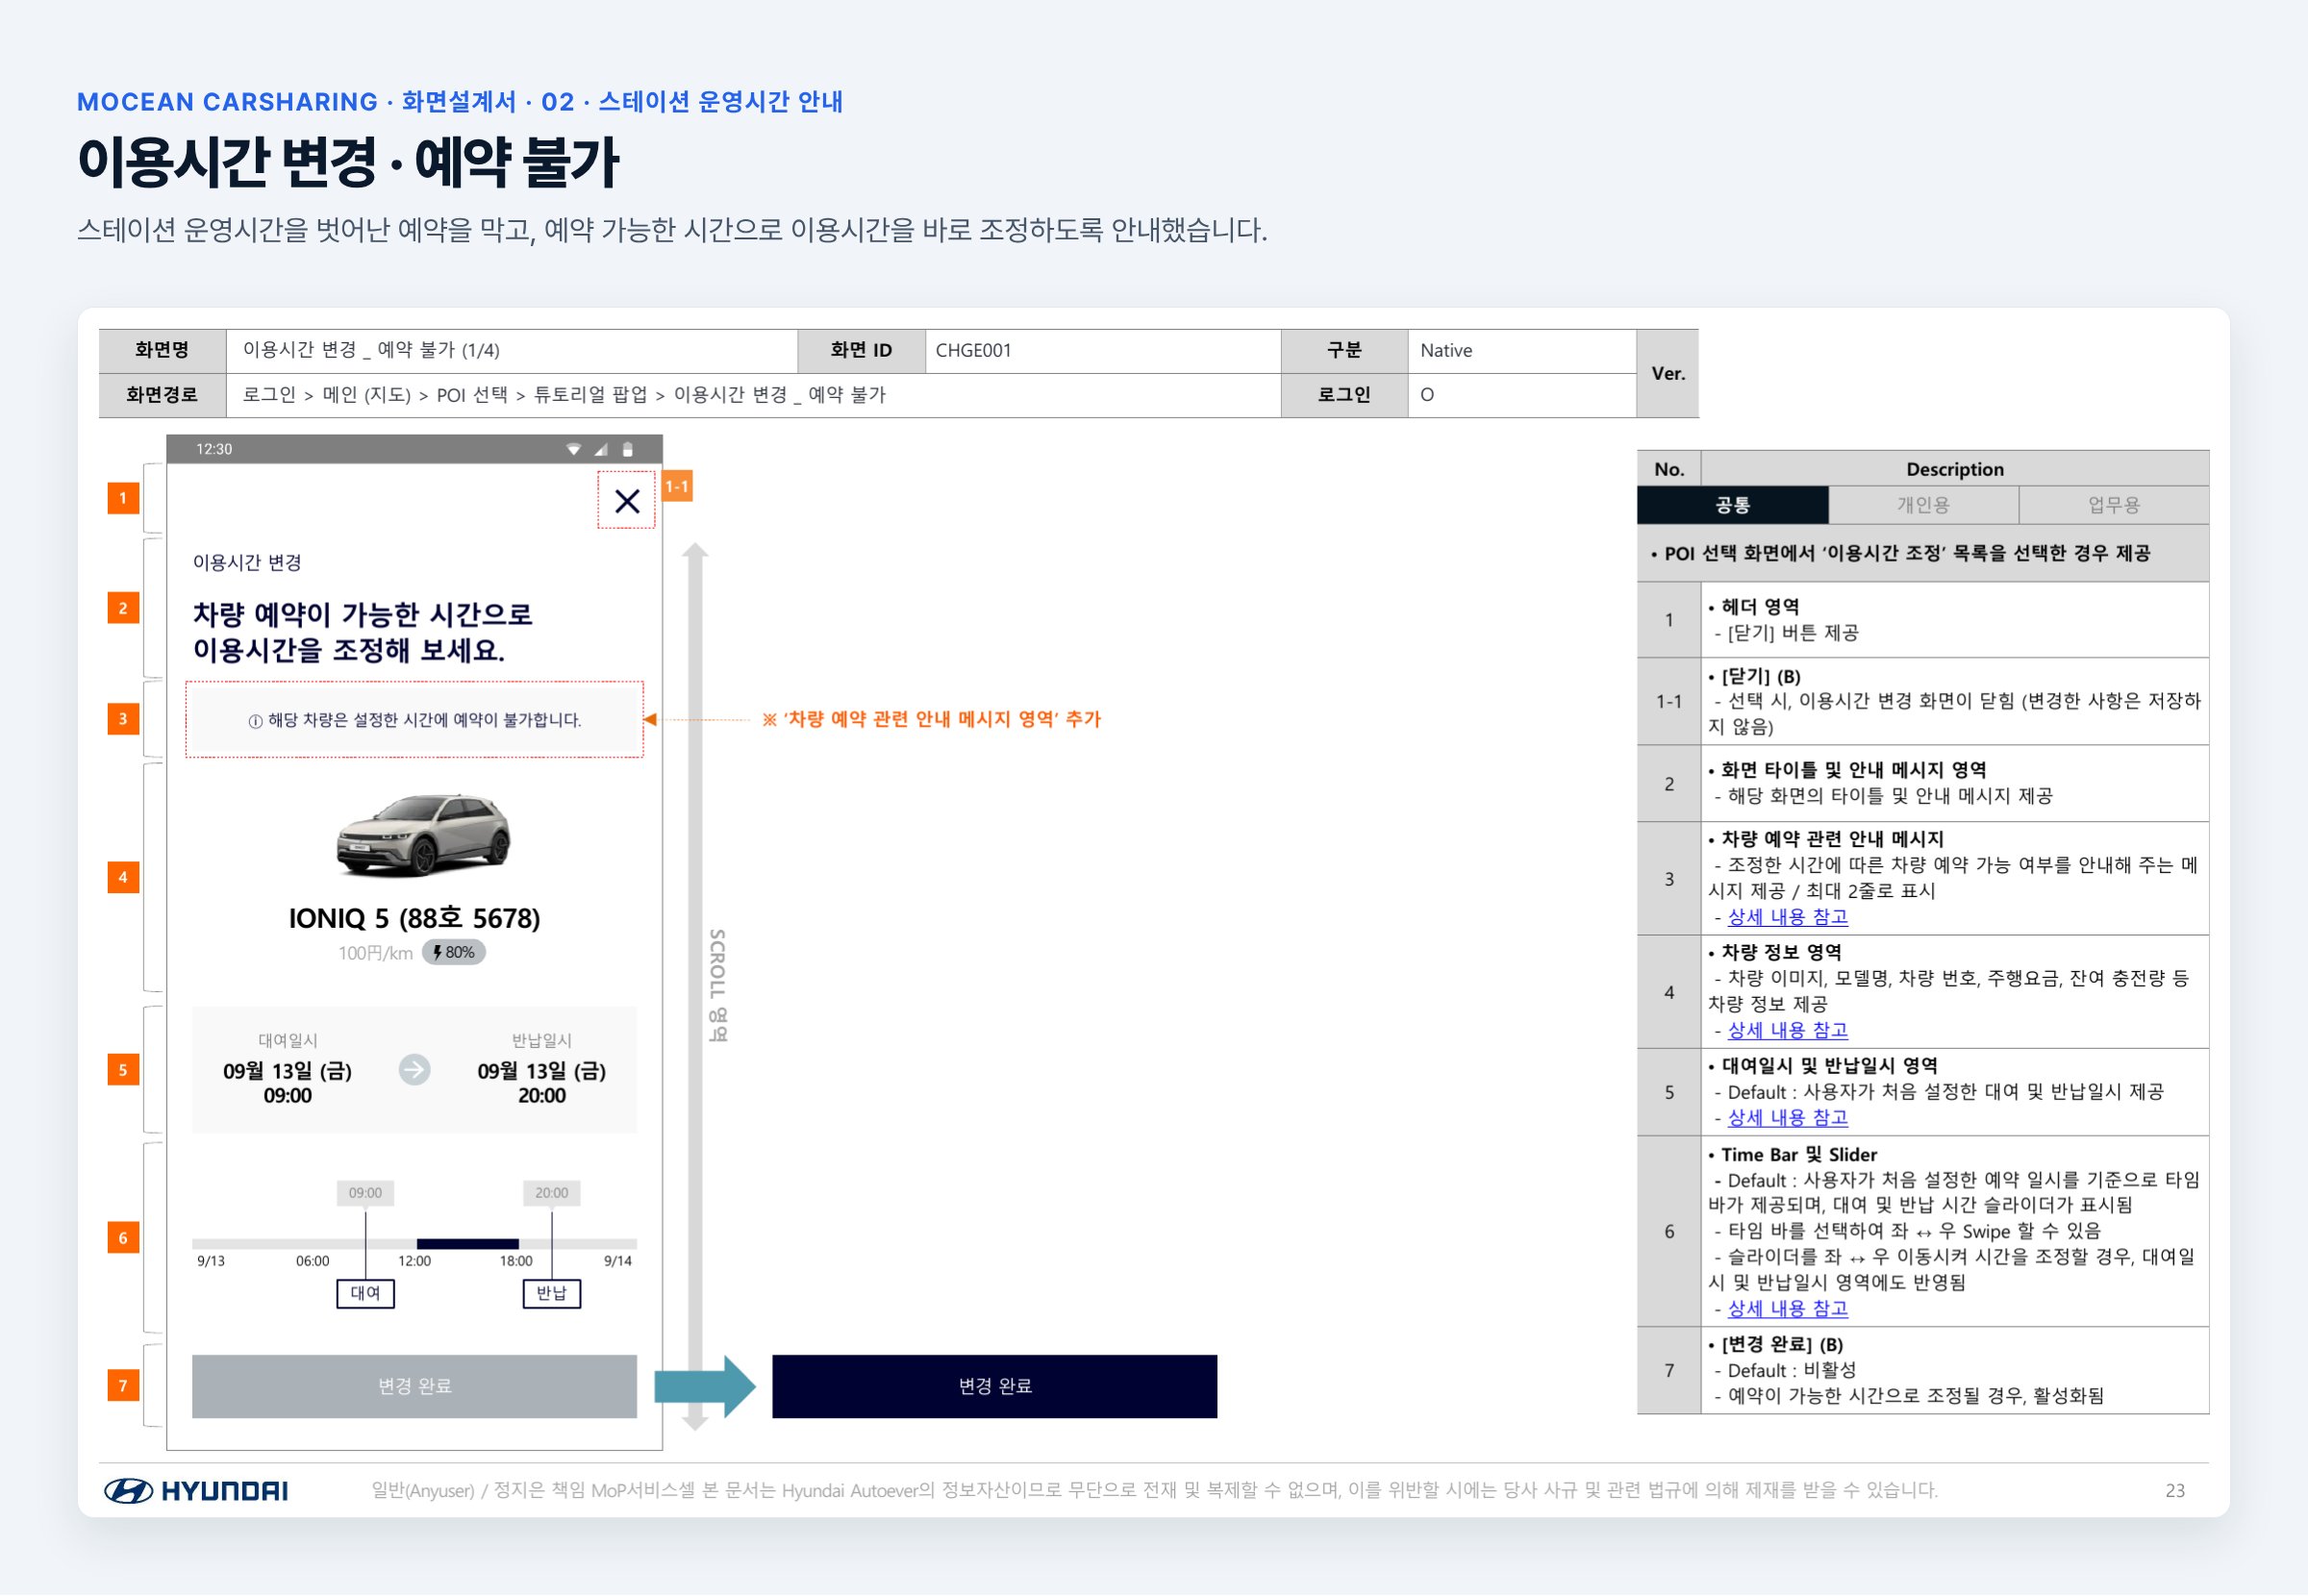 MOCEAN CARSHARING · 화면설계서 · 02 · 스테이션 운영시간 안내
이용시간 변경 · 예약 불가
스테이션 운영시간을 벗어난 예약을 막고, 예약 가능한 시간으로 이용시간을 바로 조정하도록 안내했습니다.
화면명 이용시간 변경 _ 예약 불가 (1/4) 화면 ID CHGE001 구분 Native Ver.
화면경로 로그인 > 메인 (지도) > POI 선택 > 튜토리얼 팝업 > 이용시간 변경 _ 예약 불가 로그인 O
12:30
1
1-1
2
이용시간 변경
차량 예약이 가능한 시간으로
이용시간을 조정해 보세요.
3
ⓘ 해당 차량은 설정한 시간에 예약이 불가합니다.
※ ‘차량 예약 관련 안내 메시지 영역’ 추가
4
IONIQ 5 (88호 5678)
100円/km 80%
SCROLL 영역
5
대여일시 반납일시
09월 13일 (금) 09월 13일 (금)
09:00 20:00
6
09:00 20:00
9/13 06:00 12:00 18:00 9/14
대여 반납
7
변경 완료 변경 완료
No. Description
공통 개인용 업무용
• POI 선택 화면에서 ‘이용시간 조정’ 목록을 선택한 경우 제공
1
• 헤더 영역
- [닫기] 버튼 제공
1-1
• [닫기] (B)
- 선택 시, 이용시간 변경 화면이 닫힘 (변경한 사항은 저장하
지 않음)
2
• 화면 타이틀 및 안내 메시지 영역
- 해당 화면의 타이틀 및 안내 메시지 제공
3
• 차량 예약 관련 안내 메시지
- 조정한 시간에 따른 차량 예약 가능 여부를 안내해 주는 메
시지 제공 / 최대 2줄로 표시
- 상세 내용 참고
4
• 차량 정보 영역
- 차량 이미지, 모델명, 차량 번호, 주행요금, 잔여 충전량 등
차량 정보 제공
- 상세 내용 참고
5
• 대여일시 및 반납일시 영역
- Default : 사용자가 처음 설정한 대여 및 반납일시 제공
- 상세 내용 참고
6
• Time Bar 및 Slider
- Default : 사용자가 처음 설정한 예약 일시를 기준으로 타임
바가 제공되며, 대여 및 반납 시간 슬라이더가 표시됨
- 타임 바를 선택하여 좌 ↔ 우 Swipe 할 수 있음
- 슬라이더를 좌 ↔ 우 이동시켜 시간을 조정할 경우, 대여일
시 및 반납일시 영역에도 반영됨
- 상세 내용 참고
7
• [변경 완료] (B)
- Default : 비활성
- 예약이 가능한 시간으로 조정될 경우, 활성화됨
HYUNDAI
일반(Anyuser) / 정지은 책임 MoP서비스셀 본 문서는 Hyundai Autoever의 정보자산이므로 무단으로 전재 및 복제할 수 없으며, 이를 위반할 시에는 당사 사규 및 관련 법규에 의해 제재를 받을 수 있습니다.
23